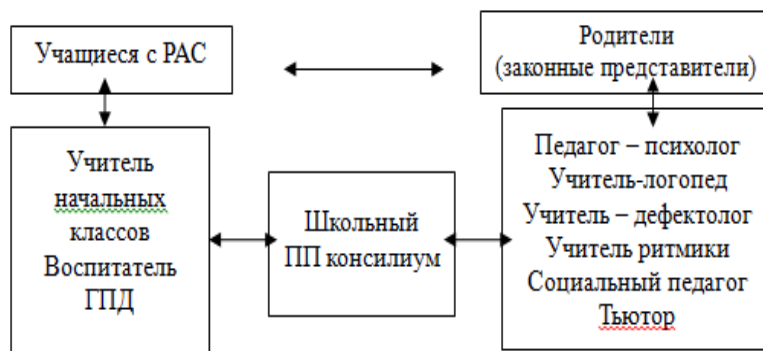 Учащиеся с РАС
Родители
(законные представители)
Учитель
начальных
классов
Воспитатель
ГПД
Школьный
ПП консилиум
Педагог – психолог
Учитель-логопед
Учитель – дефектолог
Учитель ритмики
Социальный педагог
Тьютор